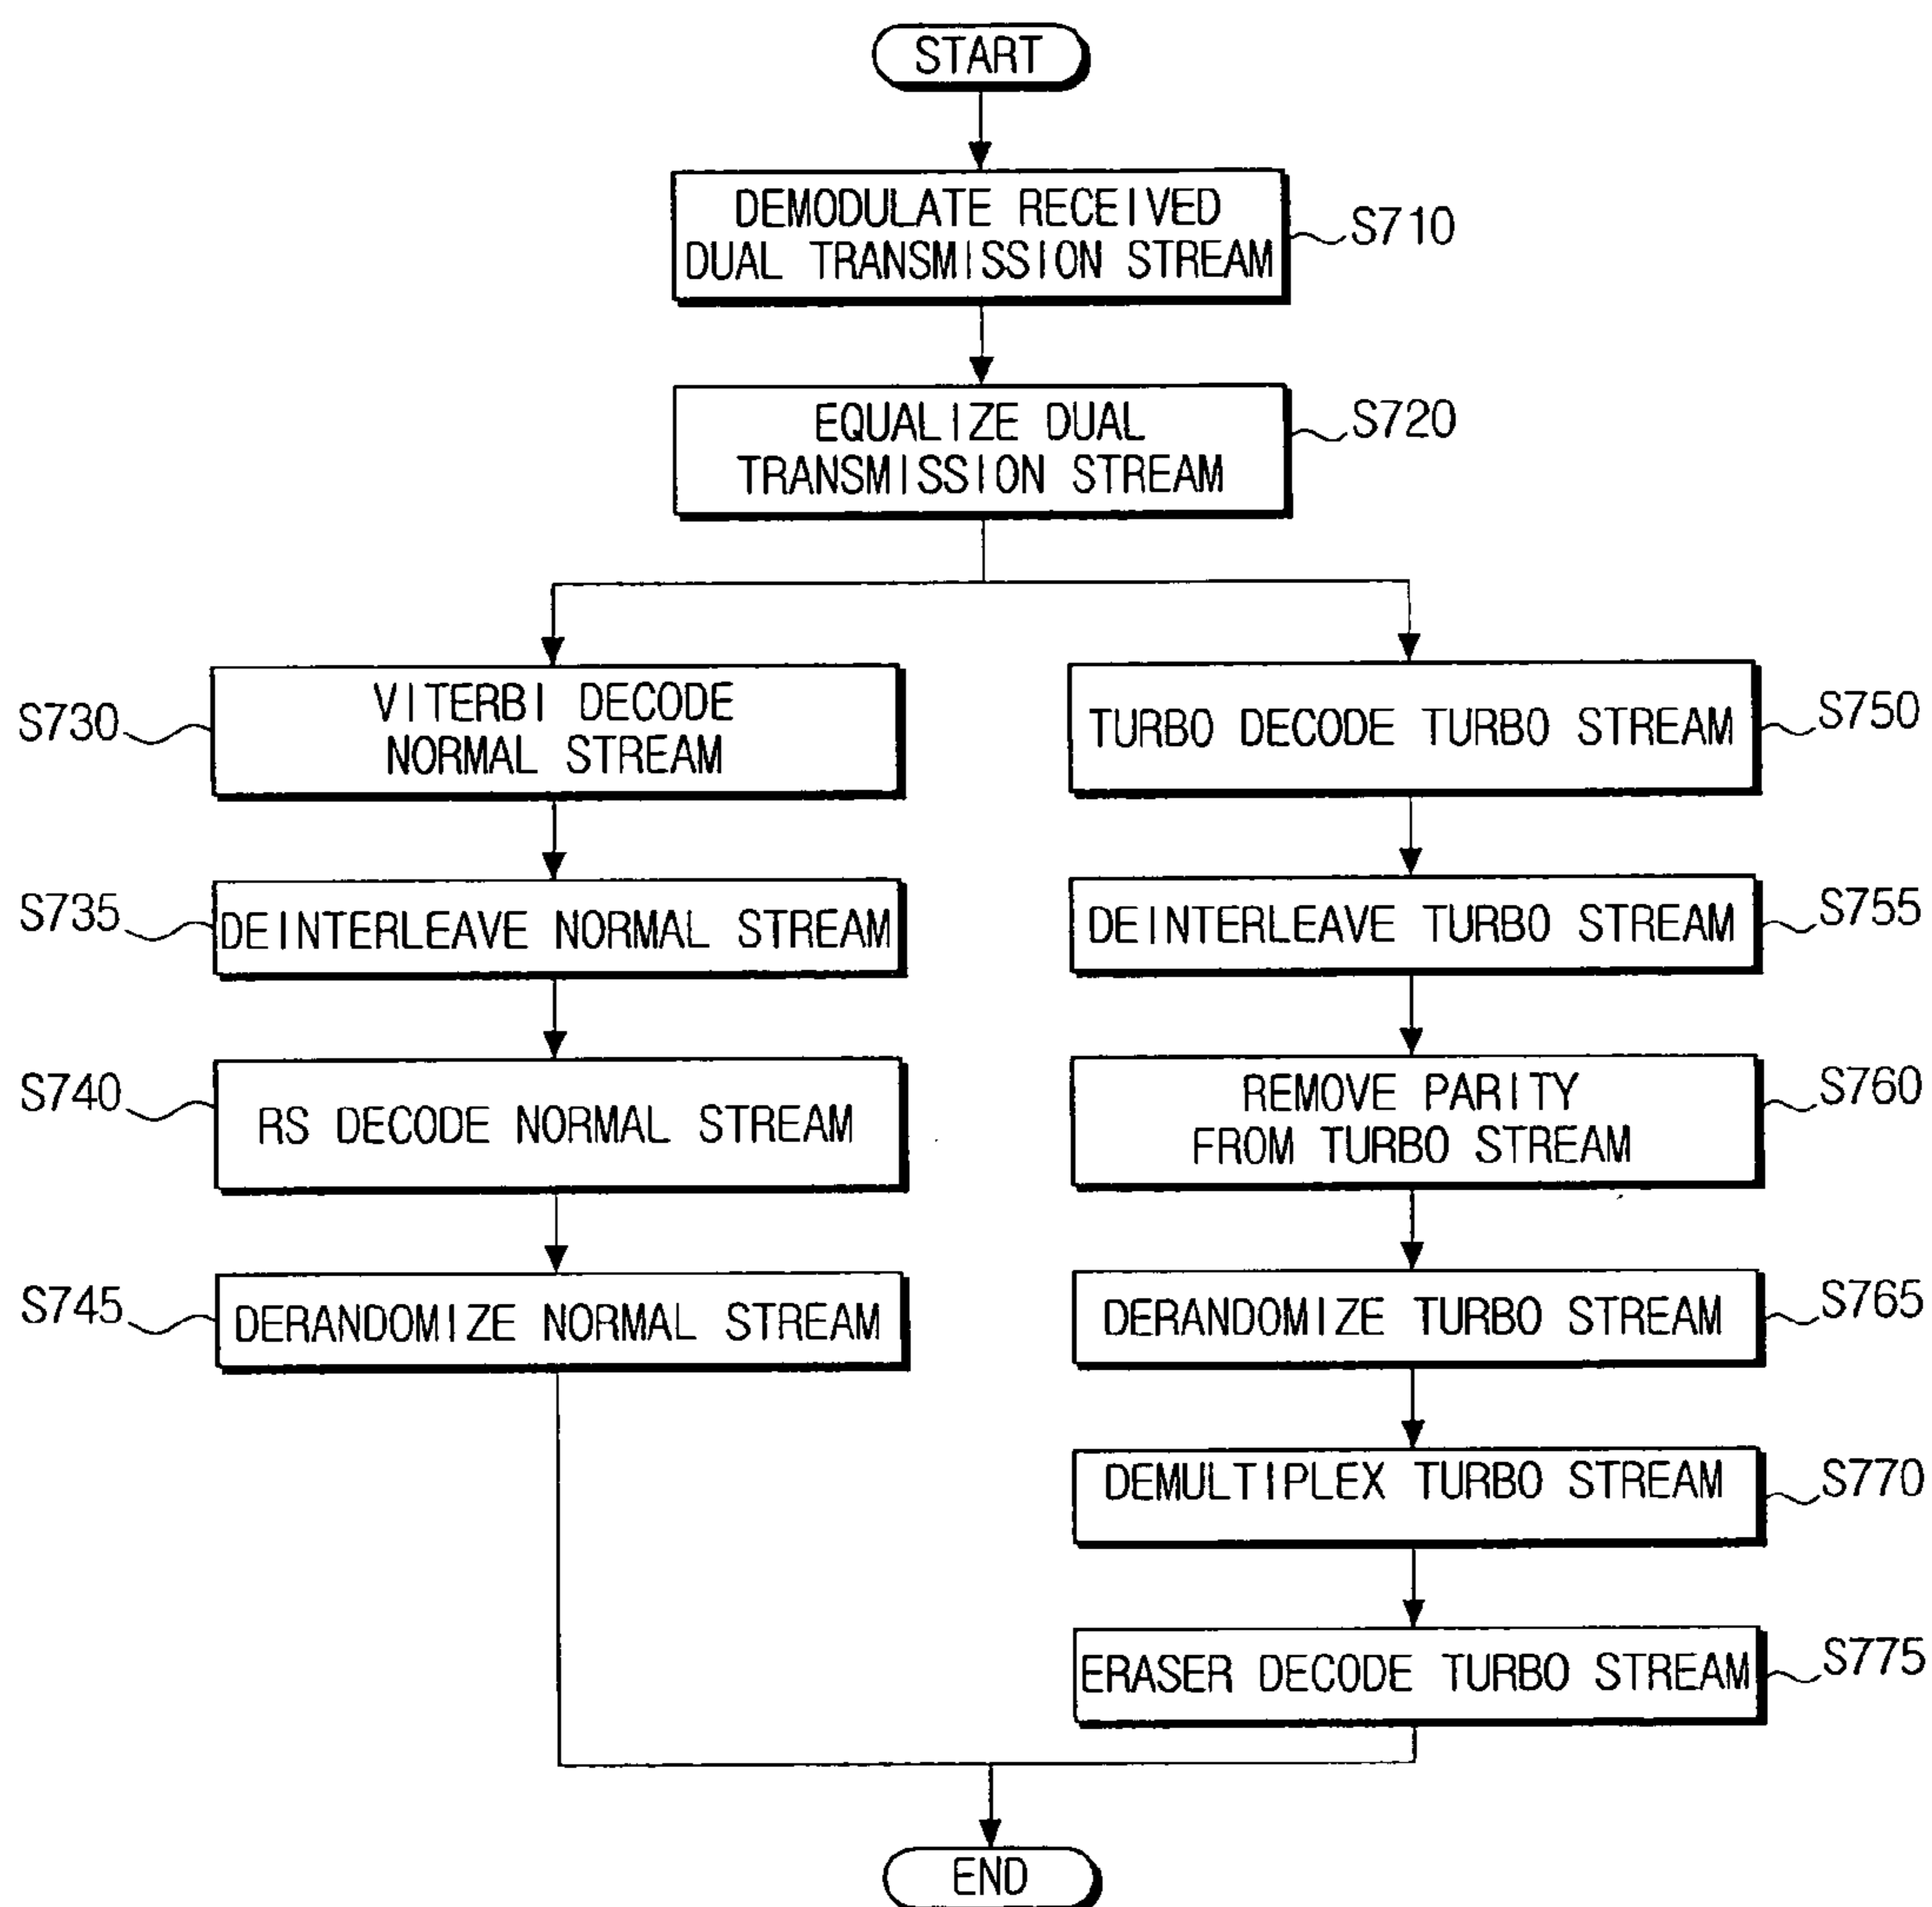 START
DEMODULATE RECEIVED
DUAL TRANSMISSION STREAM
S710
EQUALIZE DUAL
TRANSMISSION STREAM
S720
S730
VITERBI DECODE
NORMAL STREAM
S735
DEINTERLEAVE NORMAL STREAM
S740
RS DECODE NORMAL STREAM
S745
DERANDOMIZE NORMAL STREAM
TURBO DECODE TURBO STREAM
S750
DEINTERLEAVE TURBO STREAM
S755
REMOVE PARITY
FROM TURBO STREAM
S760
DERANDOMIZE TURBO STREAM
S765
DEMULTIPLEX TURBO STREAM
S770
ERASER DECODE TURBO STREAM
S775
END